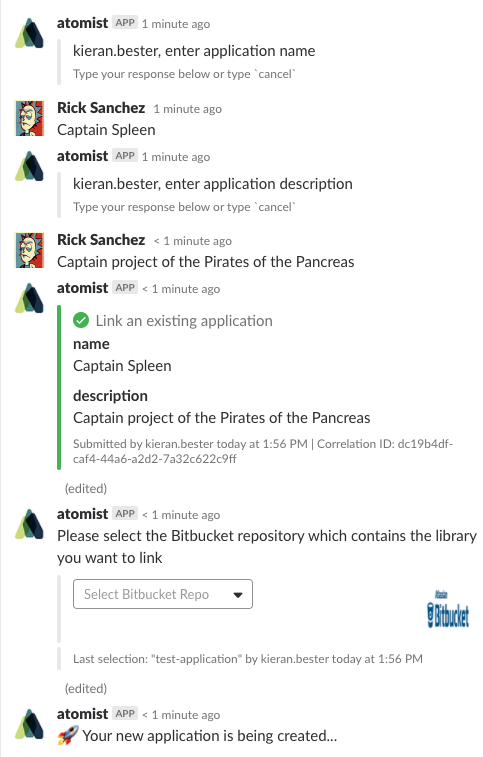 atomist APP 1 minute ago
kieran.bester, enter application name
Type your response below or type `cancel`
Rick Sanchez 1 minute ago
Captain Spleen
atomist APP 1 minute ago
kieran.bester, enter application description
Type your response below or type `cancel`
Rick Sanchez < 1 minute ago
Captain project of the Pirates of the Pancreas
atomist APP < 1 minute ago
Link an existing application
name
Captain Spleen
description
Captain project of the Pirates of the Pancreas
Submitted by kieran.bester today at 1:56 PM | Correlation ID: dc19b4df-
caf4-44a6-a2d2-7a32c622c9ff
(edited)
atomist APP < 1 minute ago
Please select the Bitbucket repository which contains the library
you want to link
Select Bitbucket Repo
Atlassian
Bitbucket
Last selection: "test-application" by kieran.bester today at 1:56 PM
(edited)
atomist APP < 1 minute ago
🚀 Your new application is being created...